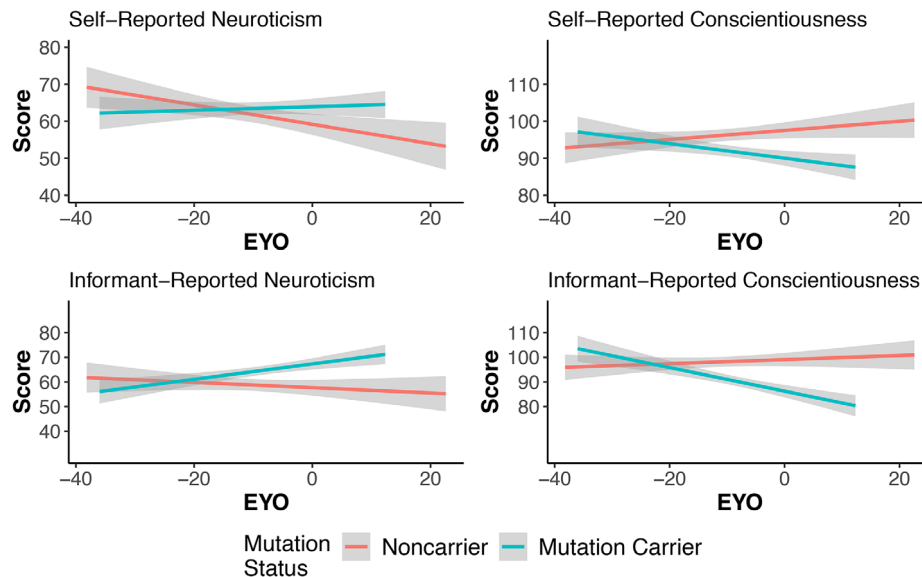 Self−Reported Neuroticism
80
70
60
50
40
Score
−40 −20 0 20
EYO
Self−Reported Conscientiousness
110
100
90
80
Score
−40 −20 0 20
EYO
Informant−Reported Neuroticism
80
70
60
50
40
Score
−40 −20 0 20
EYO
Informant−Reported Conscientiousness
110
100
90
80
Score
−40 −20 0 20
EYO
Mutation
Status
Noncarrier
Mutation Carrier